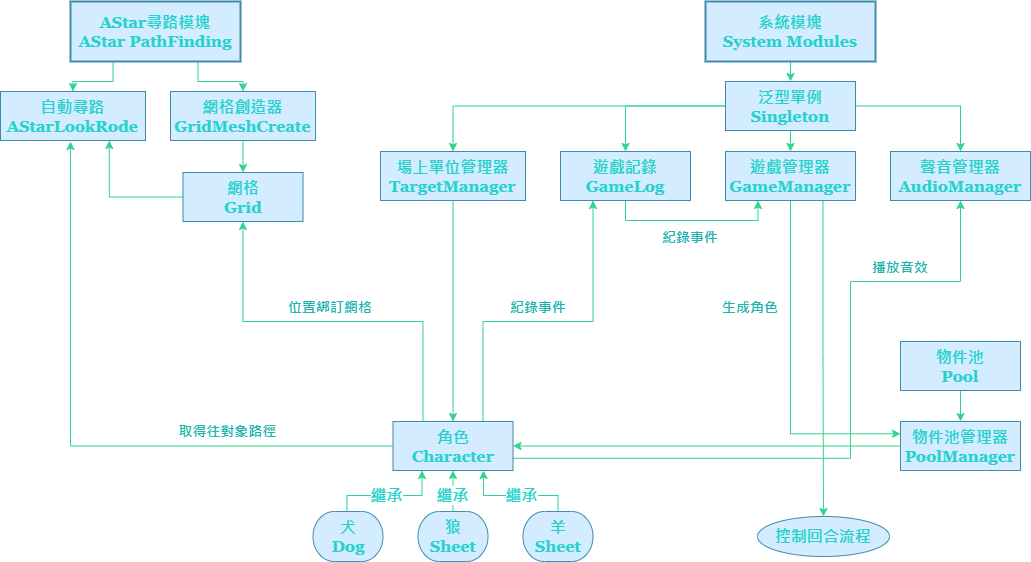 AStar尋路模塊
AStar PathFinding
系統模塊
System Modules
自動尋路
AStarLookRode
網格創造器
GridMeshCreate
泛型單例
Singleton
場上單位管理器
TargetManager
遊戲記錄
GameLog
遊戲管理器
GameManager
聲音管理器
AudioManager
網格
Grid
紀錄事件
播放音效
位置綁訂網格
紀錄事件
生成角色
物件池
Pool
取得往對象路徑
角色
Character
物件池管理器
PoolManager
繼承
繼承
繼承
犬
Dog
狼
Sheet
羊
Sheet
控制回合流程